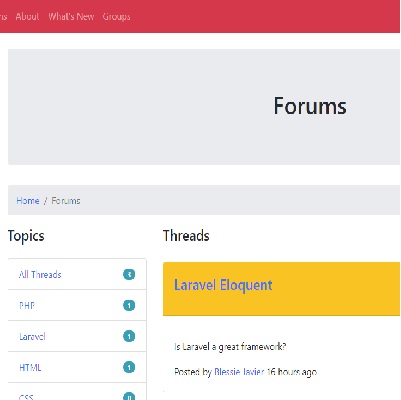 About What's New Groups
Forums
Home / Forums
Topics
All Threads 3
PHP 1
Laravel 1
HTML 1
CSS 0
Threads
Laravel Eloquent
Is Laravel a great framework?
Posted by Blessie Javier 16 hours ago